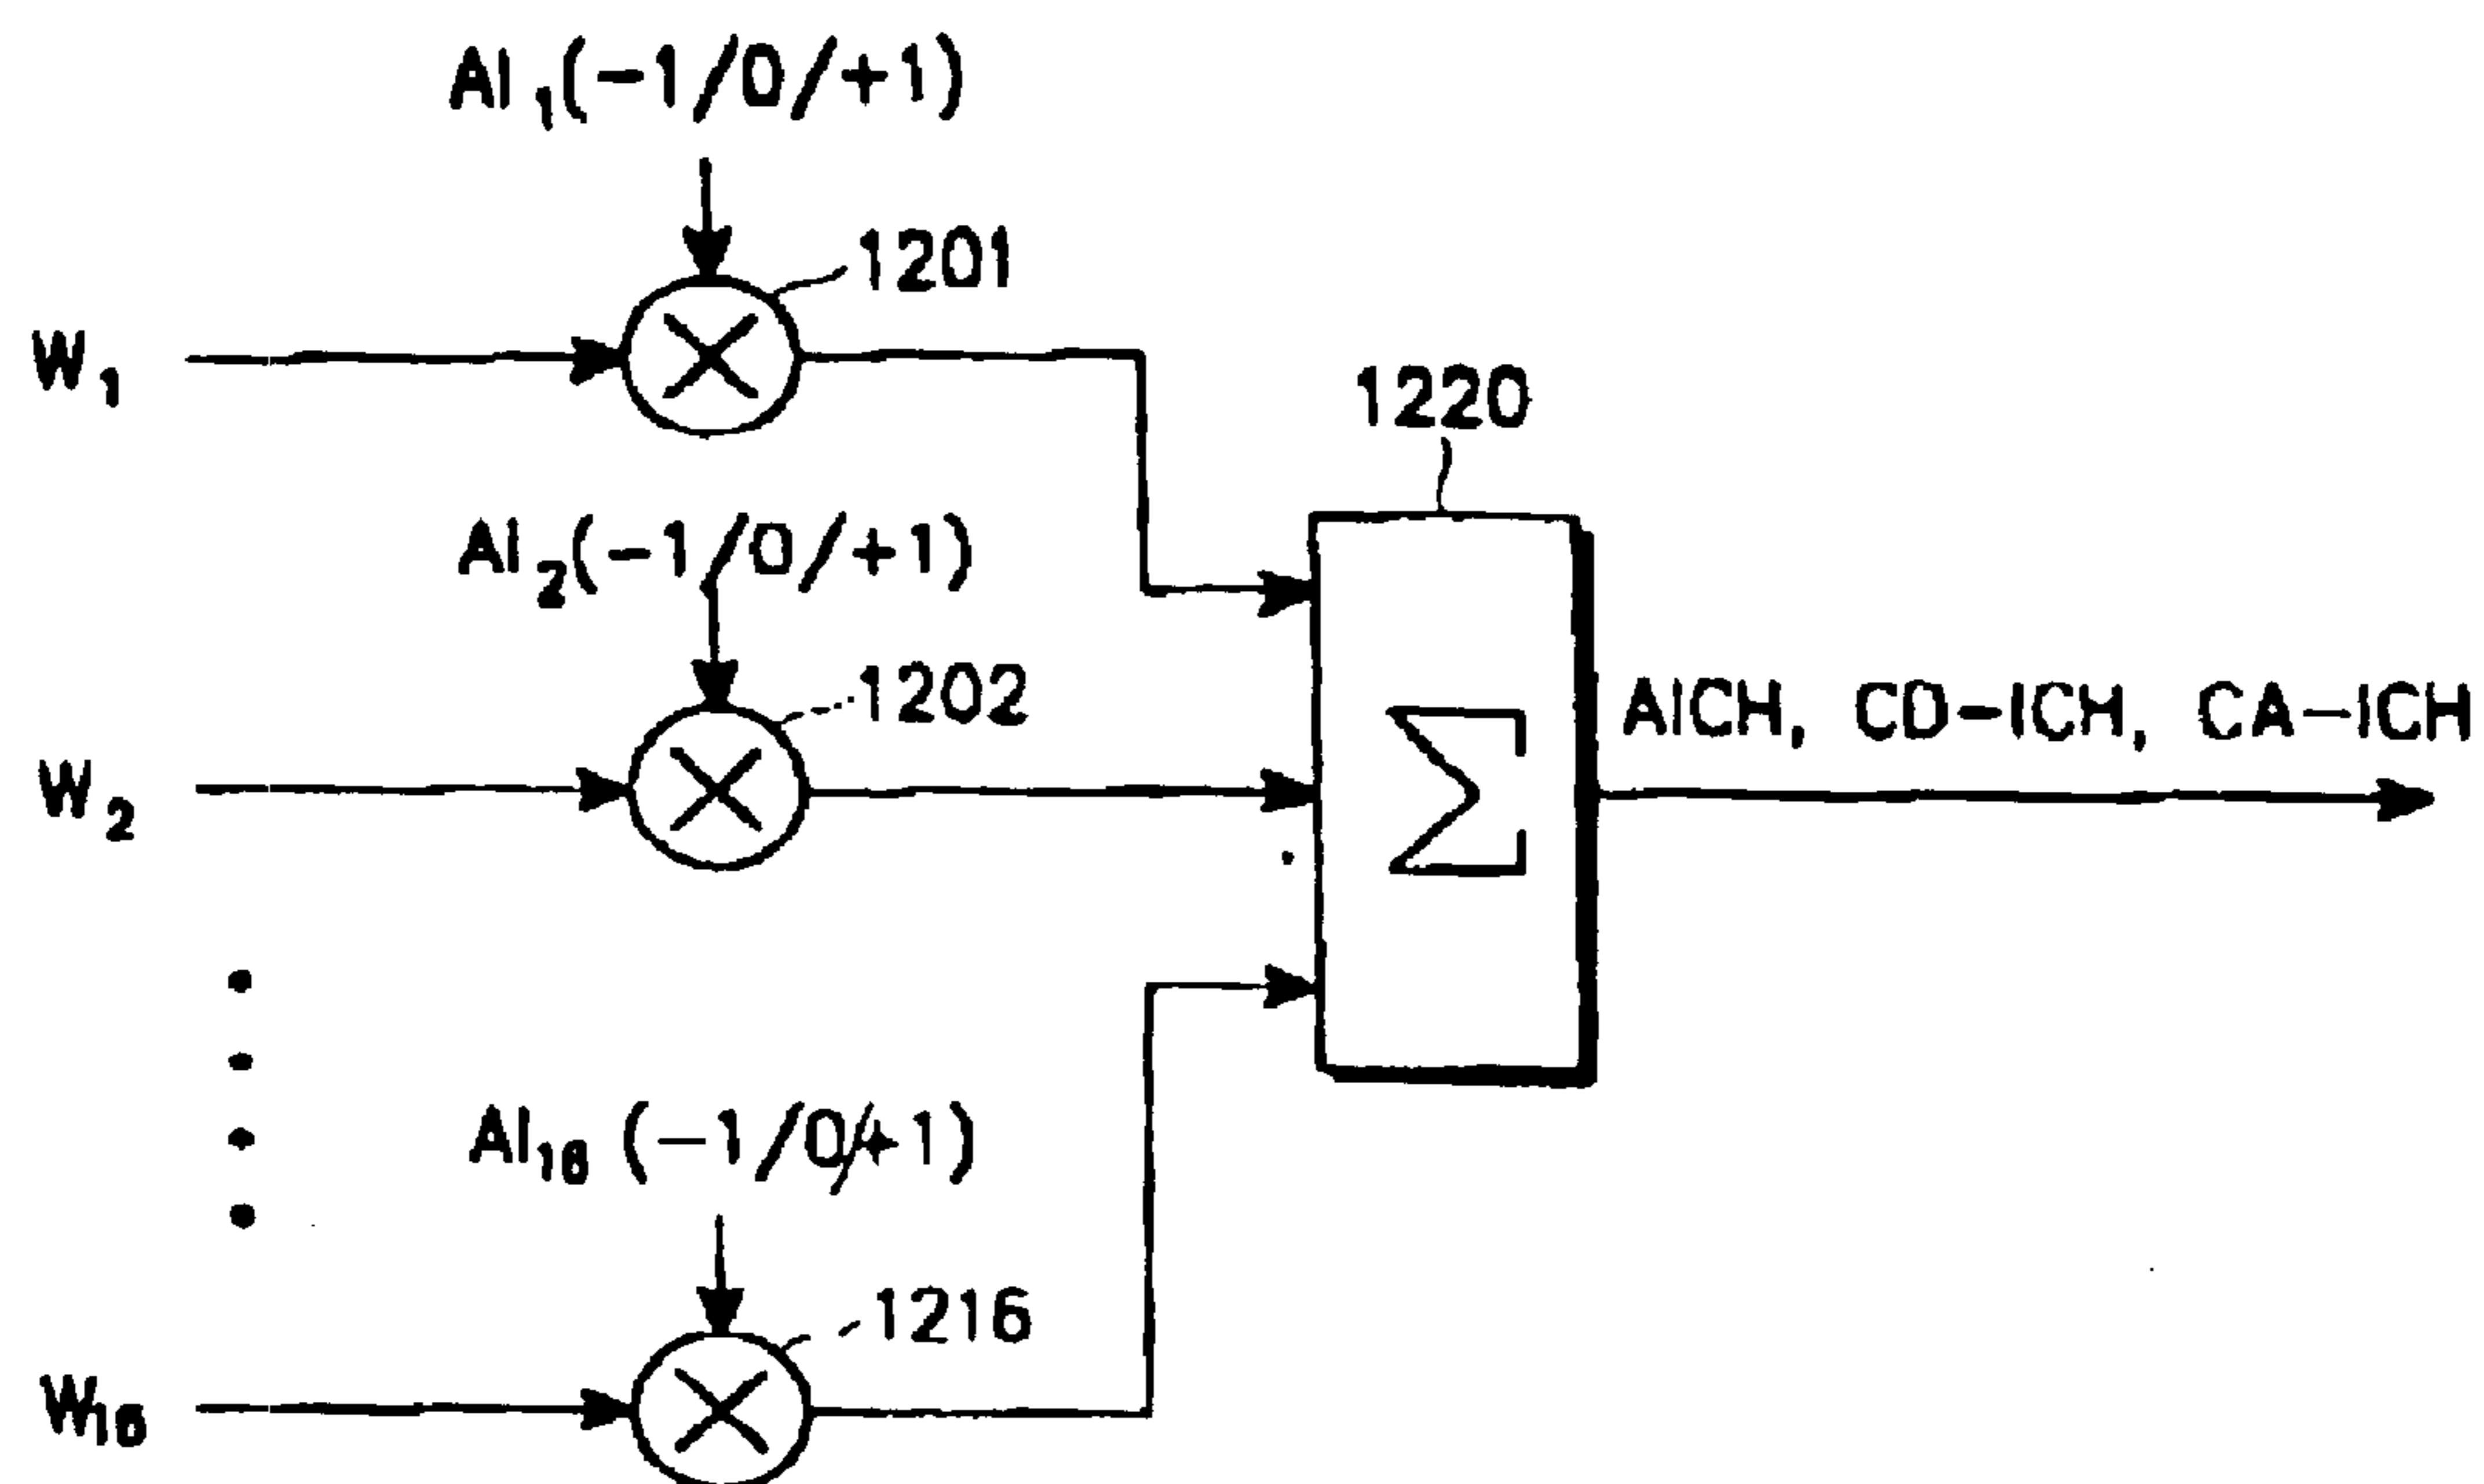 AI₁(-1/0/+1)
1201
W₁
1220
AI₂(-1/0/+1)
1202
AICH, CD-ICH, CA-ICH
W₂
Σ
AI₁₆ (-1/0/+1)
1216
W₁₆